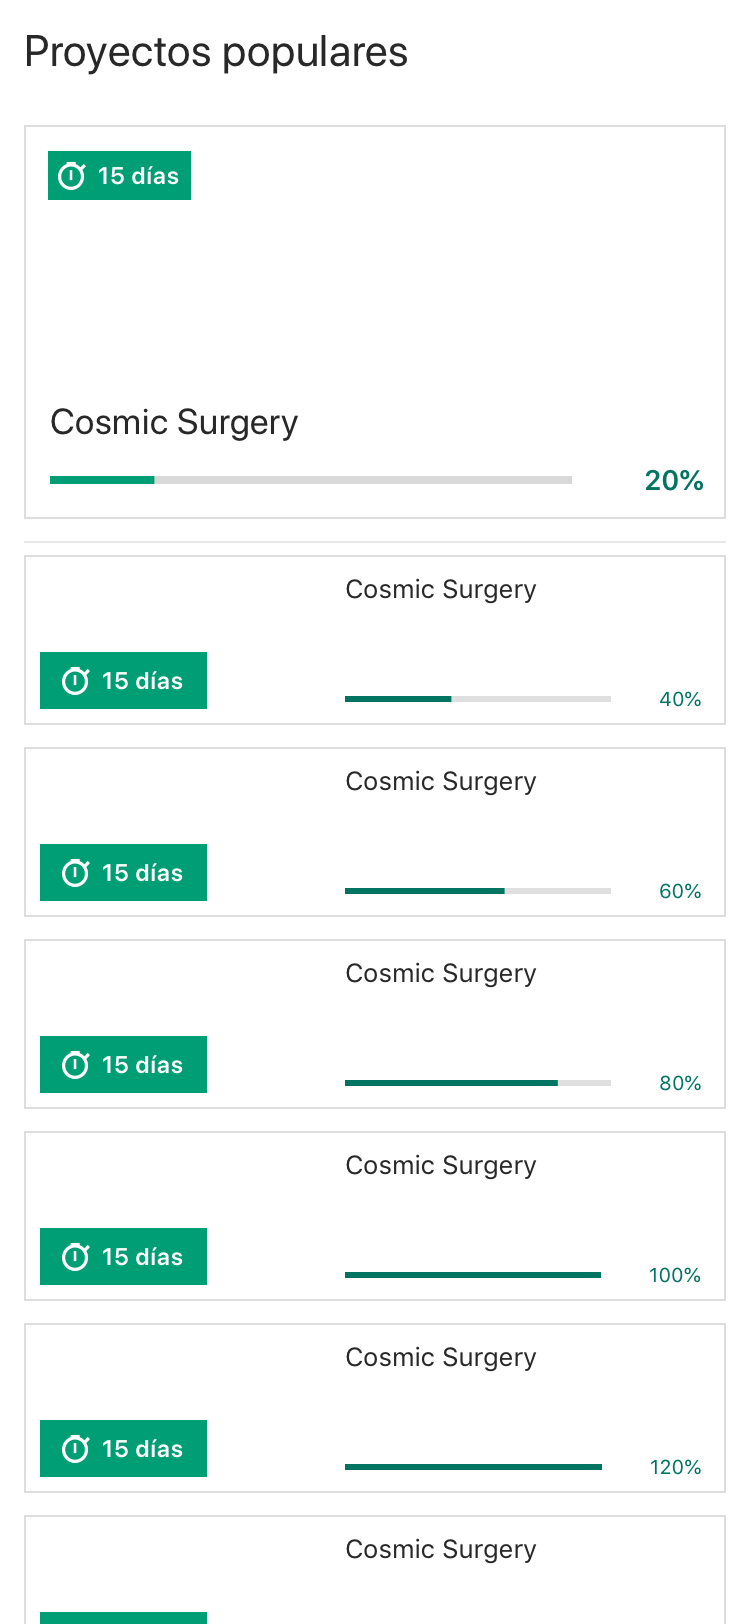 Proyectos populares
15 días
Cosmic Surgery
20%
Cosmic Surgery
15 días
40%
Cosmic Surgery
15 días
60%
Cosmic Surgery
15 días
80%
Cosmic Surgery
15 días
100%
Cosmic Surgery
15 días
120%
Cosmic Surgery